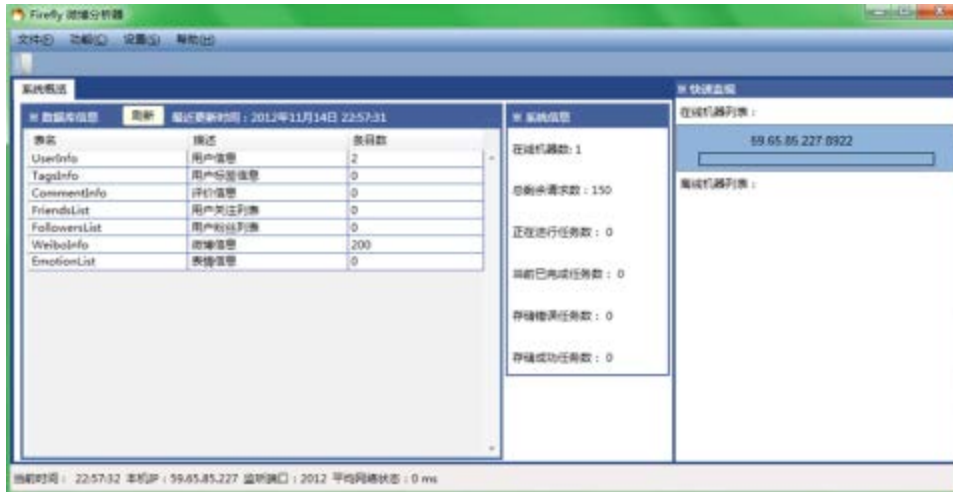 Firefly 微博分析器
文件(F) 功能(C) 设置(S) 帮助(H)
系统概述
数据库信息 刷新 最近更新时间：2012年11月14日 22:57:31
表名 描述 条目数
UserInfo 用户信息 2
TagsInfo 用户标签信息 0
CommentInfo 评价信息 0
FriendsList 用户关注列表 0
FollowersList 用户粉丝列表 0
WeiboInfo 微博信息 200
EmotionList 表情信息 0
系统信息
在线机器数: 1
总剩余请求数：150
正在进行任务数：0
当前已完成任务数：0
存储错误任务数：0
存储成功任务数：0
快速监视
在线机器列表：
59.65.85.227:8922
离线机器列表：
当前时间： 22:57:32 本机IP：59.65.85.227 监听端口：2012 平均网络状态：0 ms